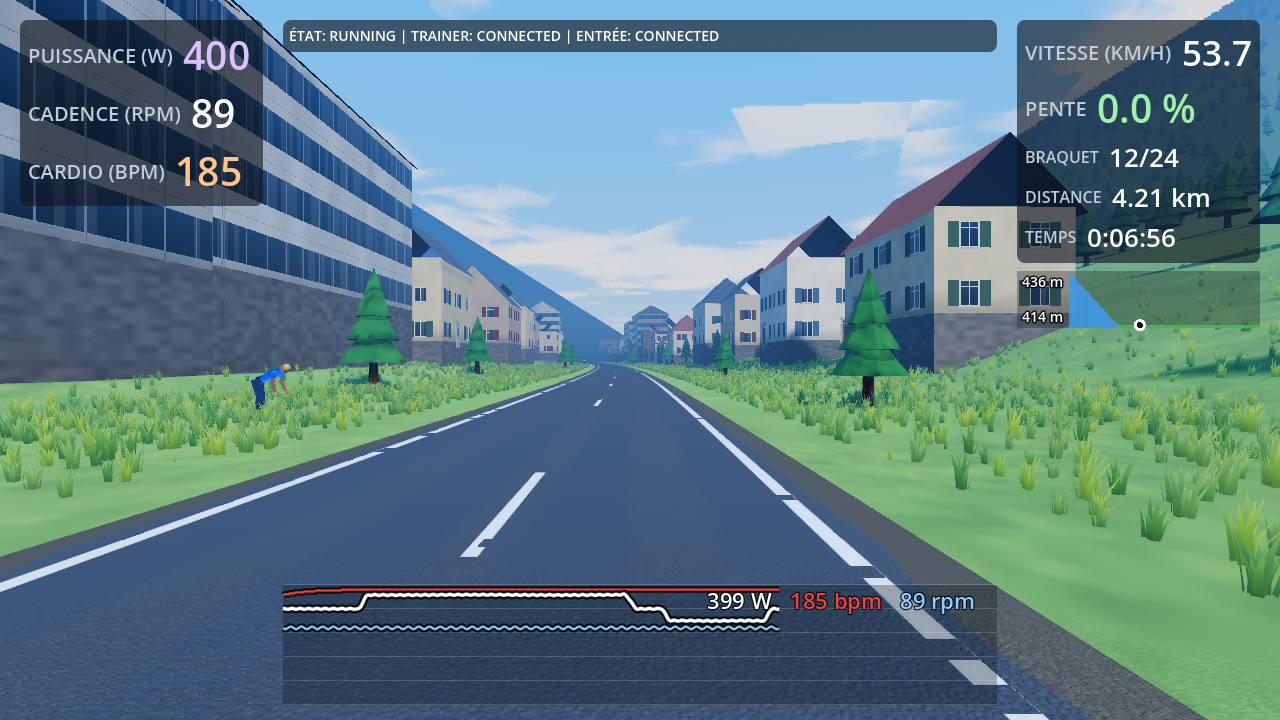 PUISSANCE (W) 400
CADENCE (RPM) 89
CARDIO (BPM) 185
ÉTAT: RUNNING | TRAINER: CONNECTED | ENTRÉE: CONNECTED
VITESSE (KM/H) 53.7
PENTE 0.0 %
BRAQUET 12/24
DISTANCE 4.21 km
TEMPS 0:06:56
436 m
414 m
399 W 185 bpm 89 rpm